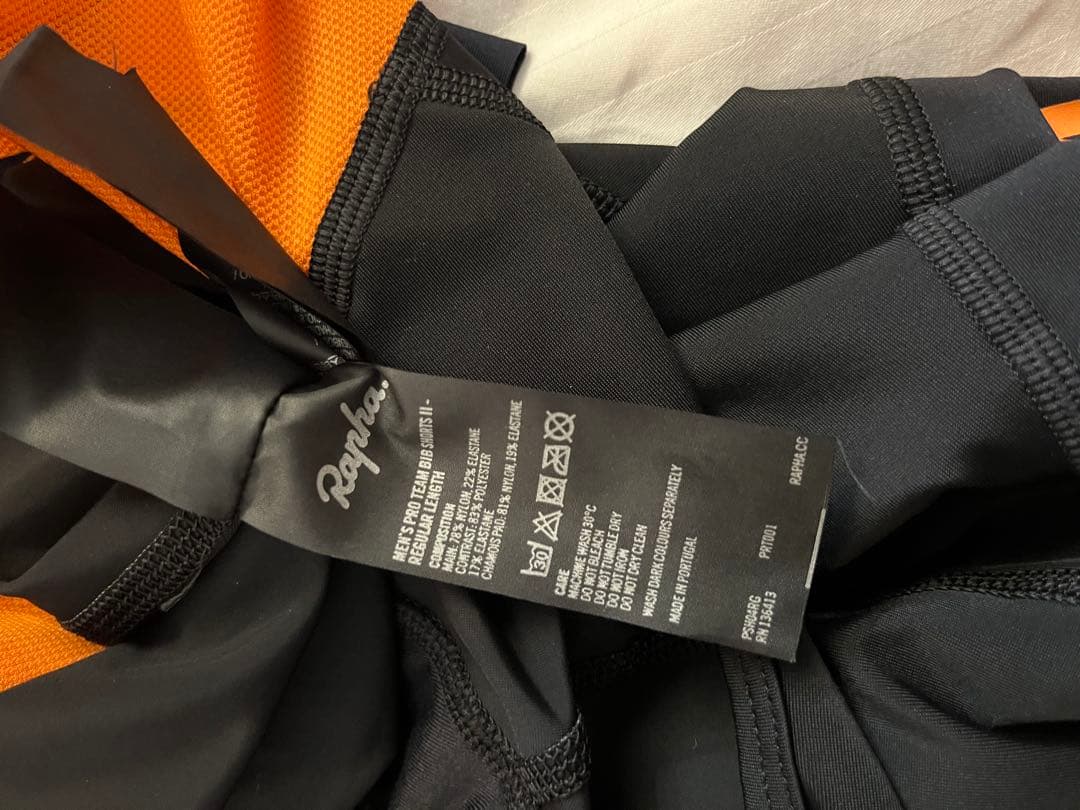 Rapha.
MEN'S PRO TEAM BIB SHORTS II -
REGULAR LENGTH
COMPOSITION
MAIN: 78% NYLON, 22% ELASTANE
CONTRAST: 83% POLYESTER
17% ELASTANE
CHAMOIS PAD: 81% NYLON, 19% ELASTANE
30
CARE
MACHINE WASH 30°C
DO NOT BLEACH
DO NOT TUMBLE DRY
DO NOT IRON
DO NOT DRY CLEAN
WASH DARK COLOURS SEPARATELY
MADE IN PORTUGAL
PSH04RG PRT001 RAPHA.CC
RN 136413